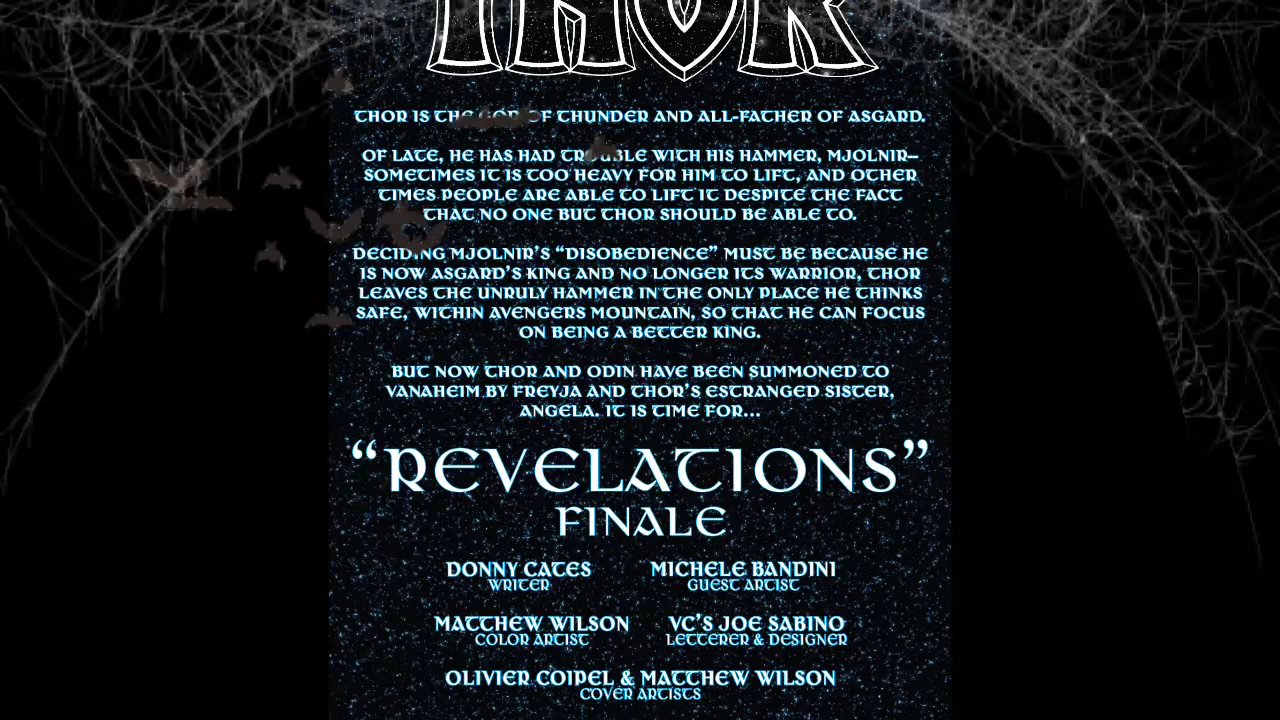 THOR
THOR IS THE GOD OF THUNDER AND ALL-FATHER OF ASGARD.
OF LATE, HE HAS HAD TROUBLE WITH HIS HAMMER, MJOLNIR—
SOMETIMES IT IS TOO HEAVY FOR HIM TO LIFT, AND OTHER
TIMES PEOPLE ARE ABLE TO LIFT IT DESPITE THE FACT
THAT NO ONE BUT THOR SHOULD BE ABLE TO.
DECIDING MJOLNIR'S “DISOBEDIENCE” MUST BE BECAUSE HE
IS NOW ASGARD'S KING AND NO LONGER ITS WARRIOR, THOR
LEAVES THE UNRULY HAMMER IN THE ONLY PLACE HE THINKS
SAFE, WITHIN AVENGERS MOUNTAIN, SO THAT HE CAN FOCUS
ON BEING A BETTER KING.
BUT NOW THOR AND ODIN HAVE BEEN SUMMONED TO
VANAHEIM BY FREYJA AND THOR'S ESTRANGED SISTER,
ANGELA. IT IS TIME FOR...
“REVELATIONS”
FINALE
DONNY CATES MICHELE BANDINI
WRITER GUEST ARTIST
MATTHEW WILSON VC'S JOE SABINO
COLOR ARTIST LETTERER & DESIGNER
OLIVIER COIPEL & MATTHEW WILSON
COVER ARTISTS